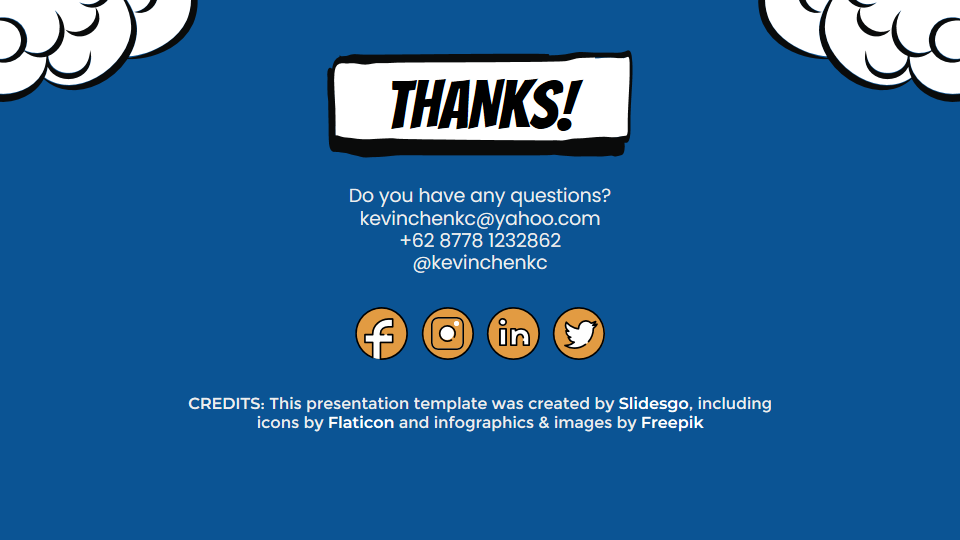 THANKS!
Do you have any questions?
kevinchenkc@yahoo.com
+62 8778 1232862
@kevinchenkc
CREDITS: This presentation template was created by Slidesgo, including
icons by Flaticon and infographics & images by Freepik